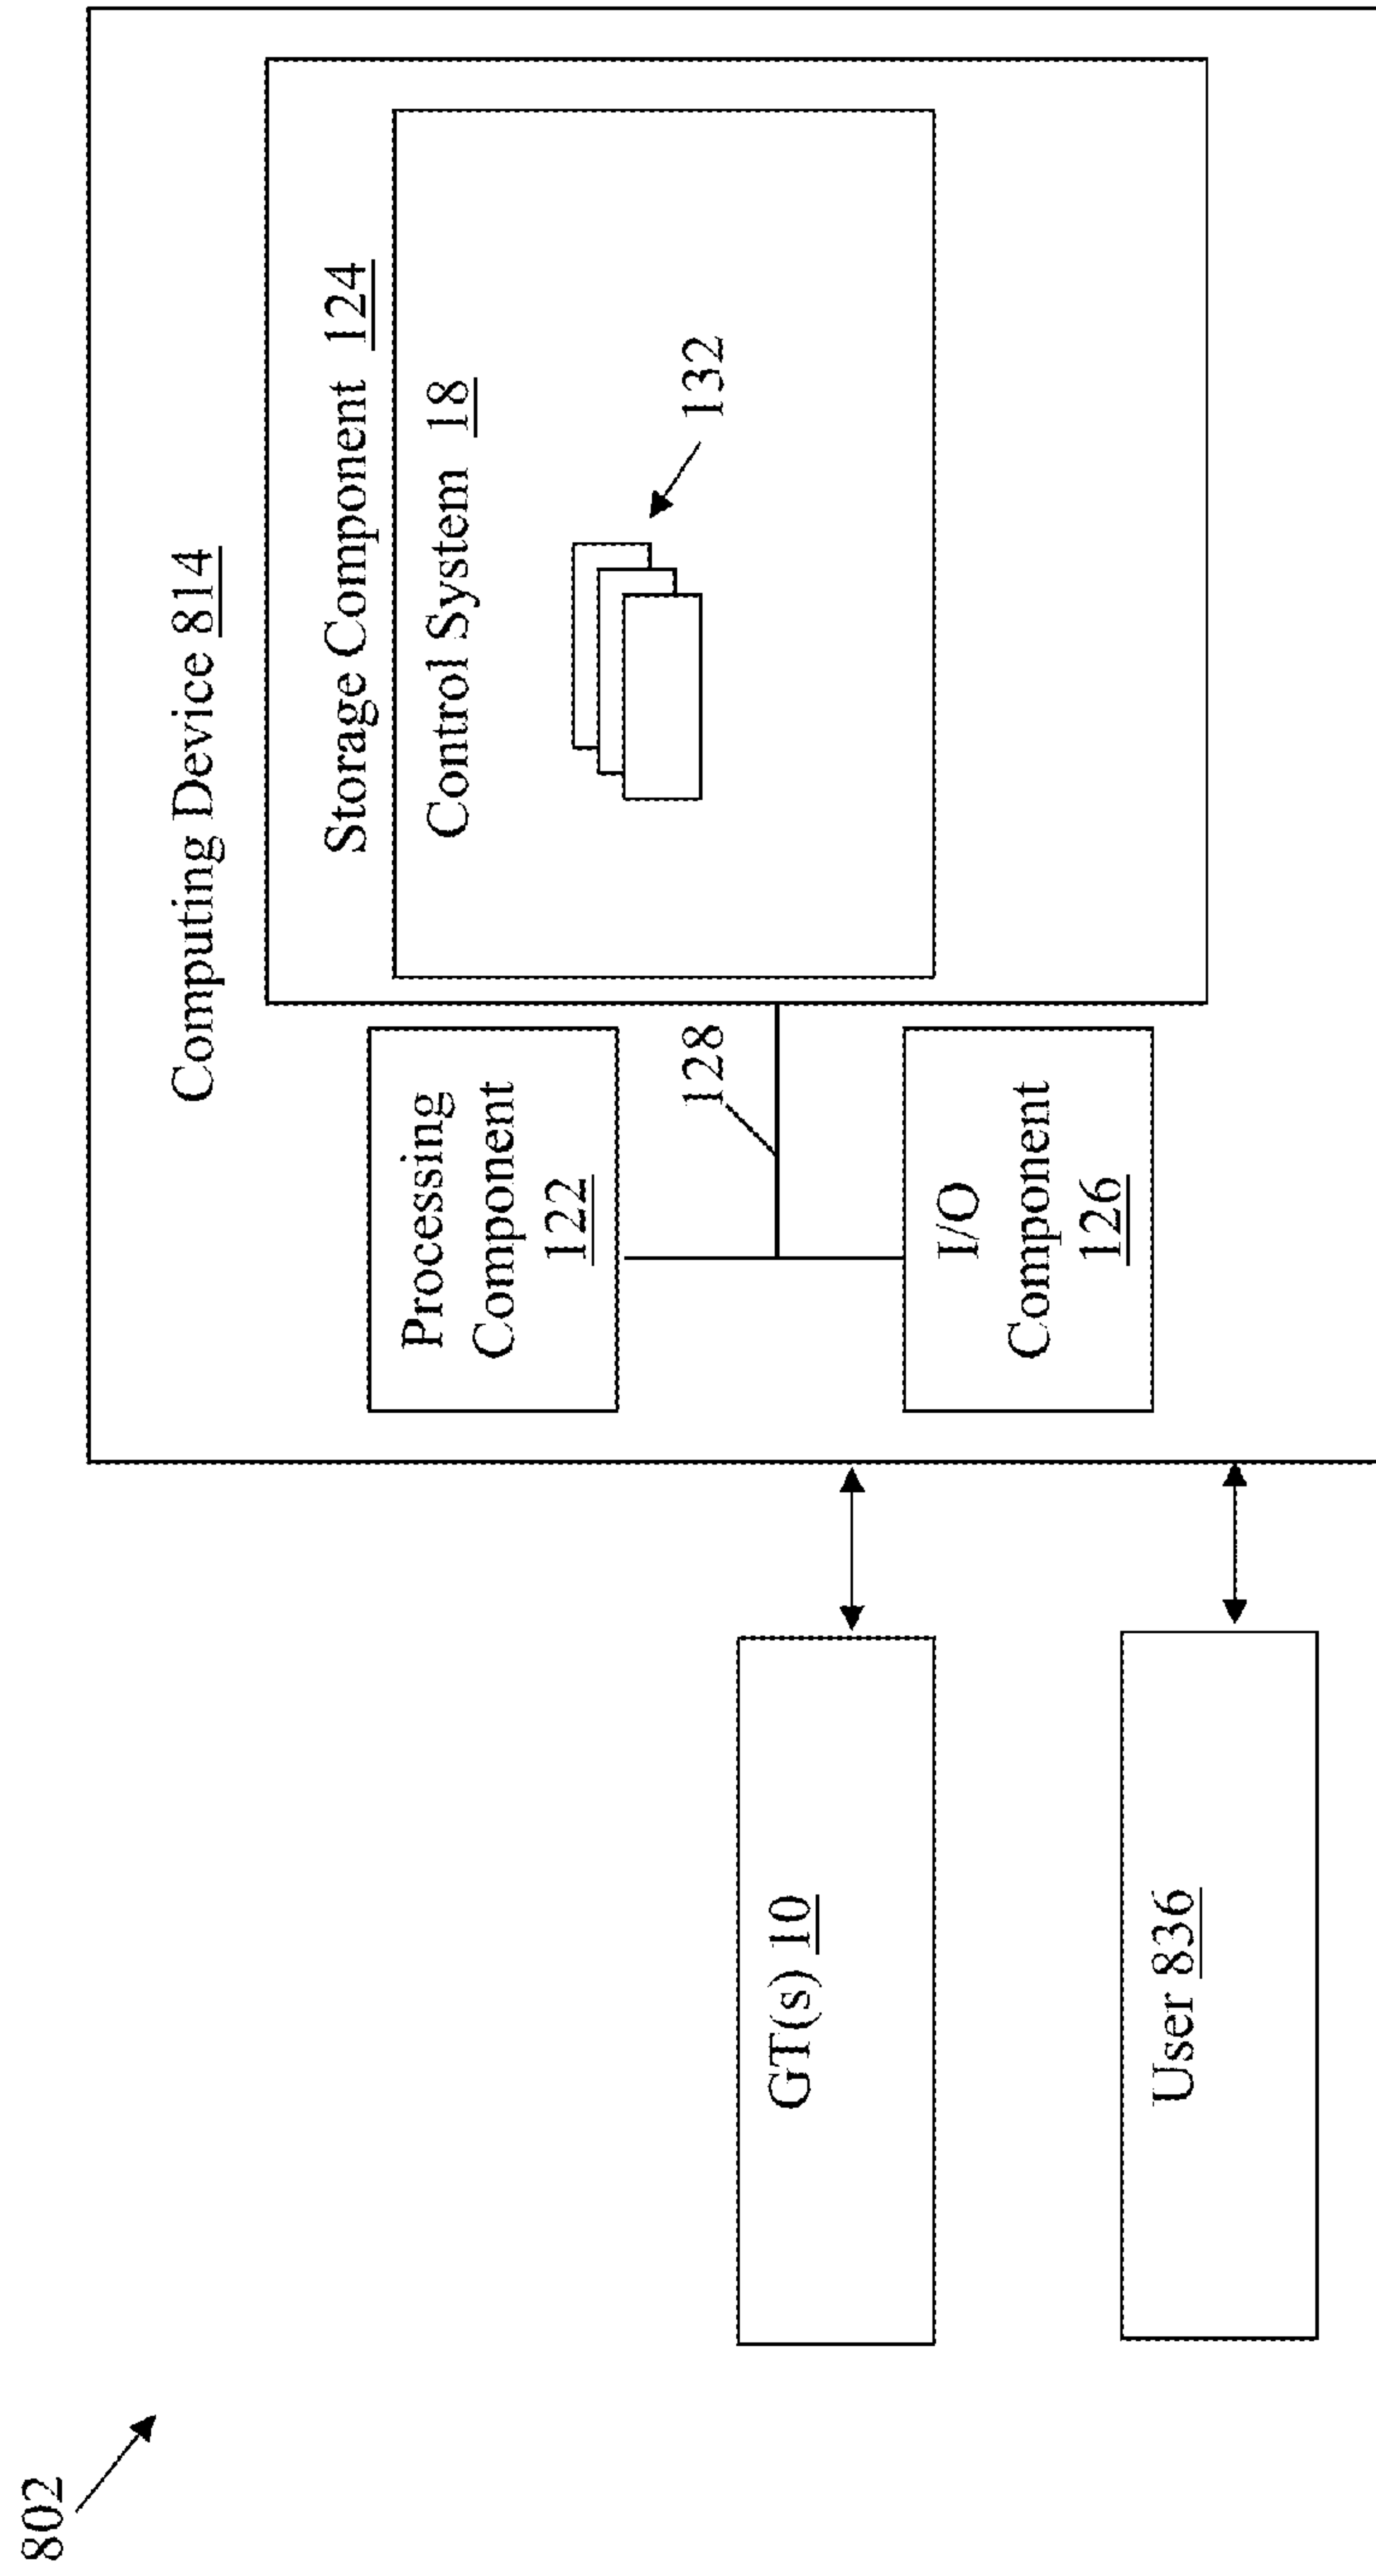 802
Computing Device 814
Storage Component 124
Control System 18
132
Processing
Component
122
128
I/O
Component
126
GT(s) 10
User 836